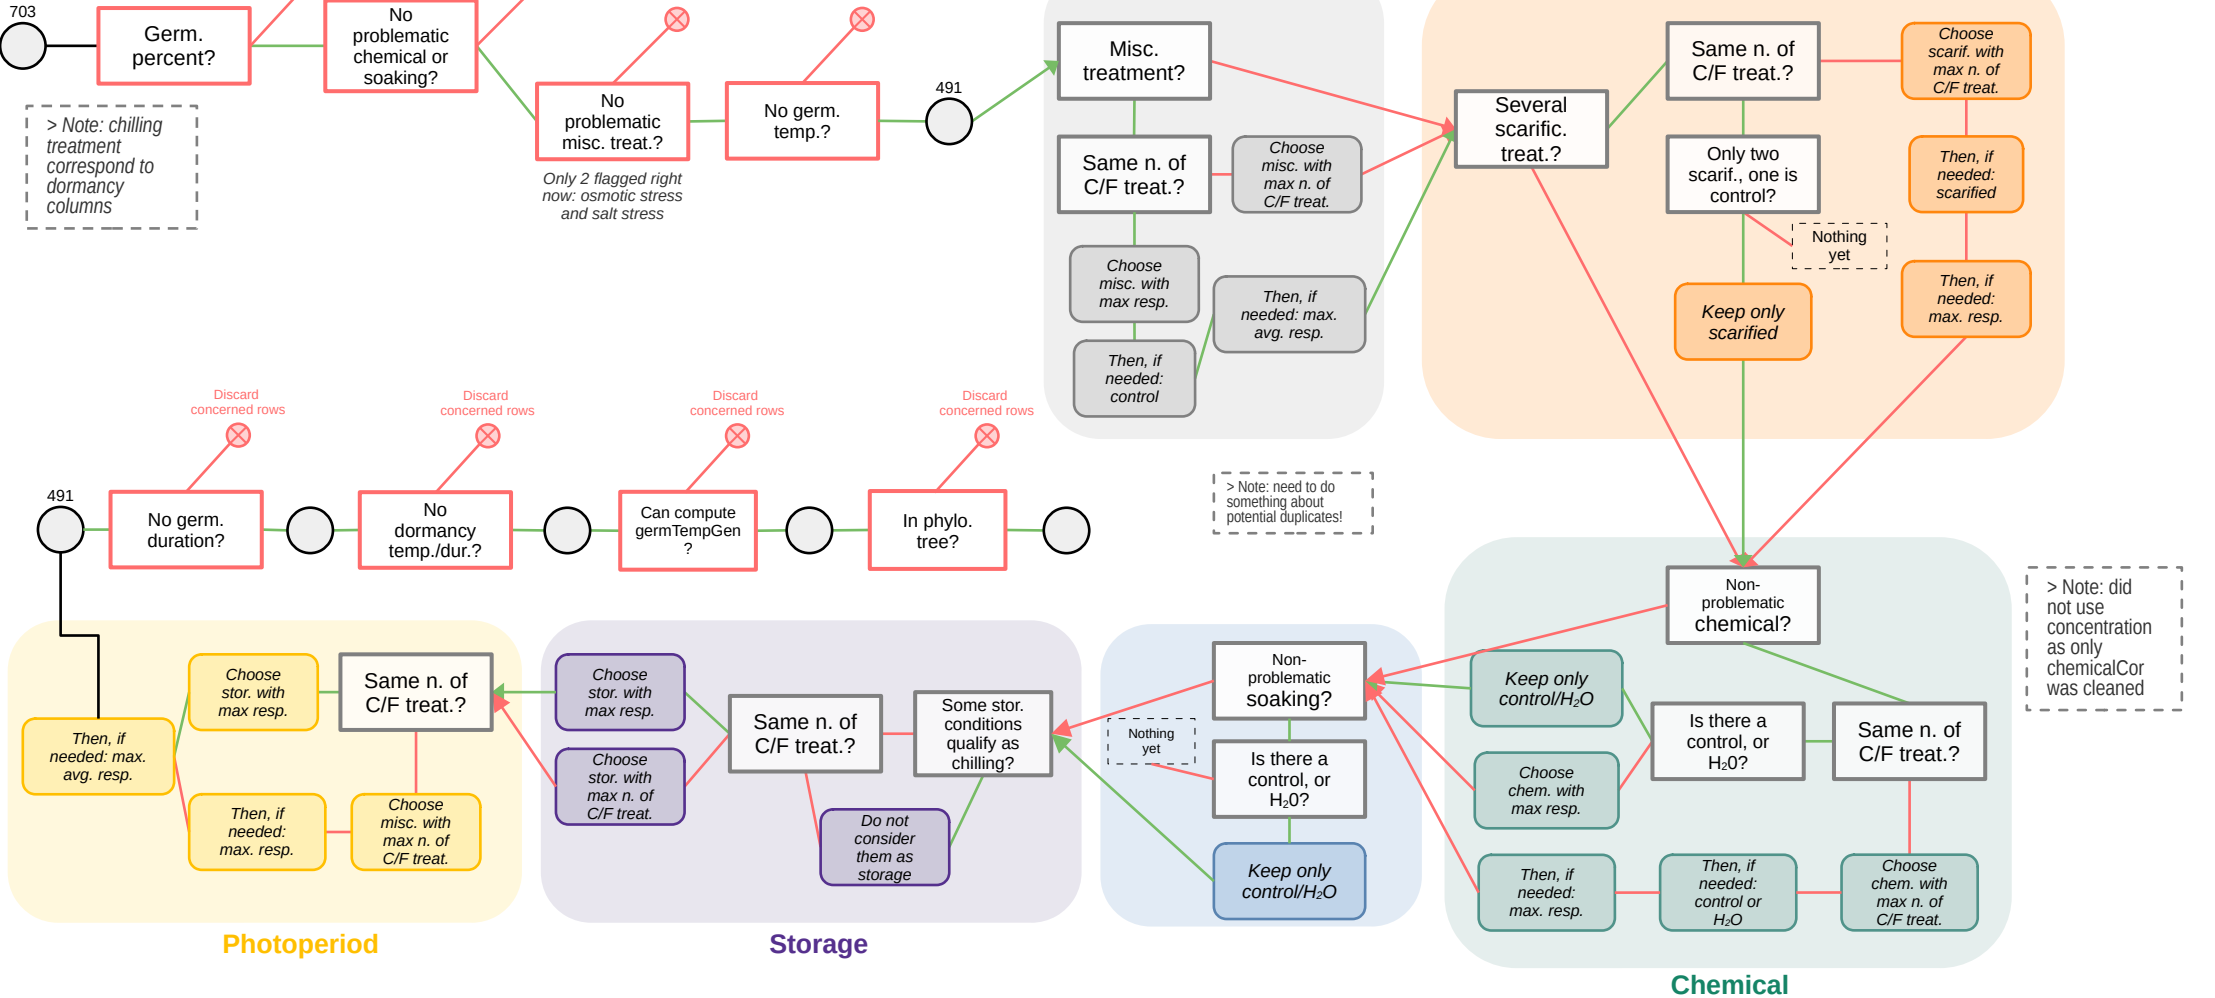 703
Germ.
percent?
No
problematic
chemical or
soaking?
> Note: chilling
treatment
correspond to
dormancy
columns
No
problematic
misc. treat.?
Only 2 flagged right
now: osmotic stress
and salt stress
No germ.
temp.?
491
Misc.
treatment?
Same n. of
C/F treat.?
Choose
misc. with
max n. of
C/F treat.
Choose
misc. with
max resp.
Then, if
needed:
control
Then, if
needed: max.
avg. resp.
Several
scarific.
treat.?
Same n. of
C/F treat.?
Choose
scarif. with
max n. of
C/F treat.
Only two
scarif., one is
control?
Then, if
needed:
scarified
Nothing
yet
Keep only
scarified
Then, if
needed:
max. resp.
Discard
concerned rows
Discard
concerned rows
Discard
concerned rows
Discard
concerned rows
491
No germ.
duration?
No
dormancy
temp./dur.?
Can compute
germTempGen
?
In phylo.
tree?
> Note: need to do
something about
potential duplicates!
Non-
problematic
chemical?
> Note: did
not use
concentration
as only
chemicalCor
was cleaned
Keep only
control/H₂O
Is there a
control, or
H₂0?
Same n. of
C/F treat.?
Choose
chem. with
max resp.
Then, if
needed:
max. resp.
Then, if
needed:
control or
H₂O
Choose
chem. with
max n. of
C/F treat.
Chemical
Non-
problematic
soaking?
Nothing
yet
Is there a
control, or
H₂0?
Keep only
control/H₂O
Some stor.
conditions
qualify as
chilling?
Same n. of
C/F treat.?
Do not
consider
them as
storage
Choose
stor. with
max resp.
Choose
stor. with
max n. of
C/F treat.
Storage
Same n. of
C/F treat.?
Choose
stor. with
max resp.
Then, if
needed: max.
avg. resp.
Then, if
needed:
max. resp.
Choose
misc. with
max n. of
C/F treat.
Photoperiod